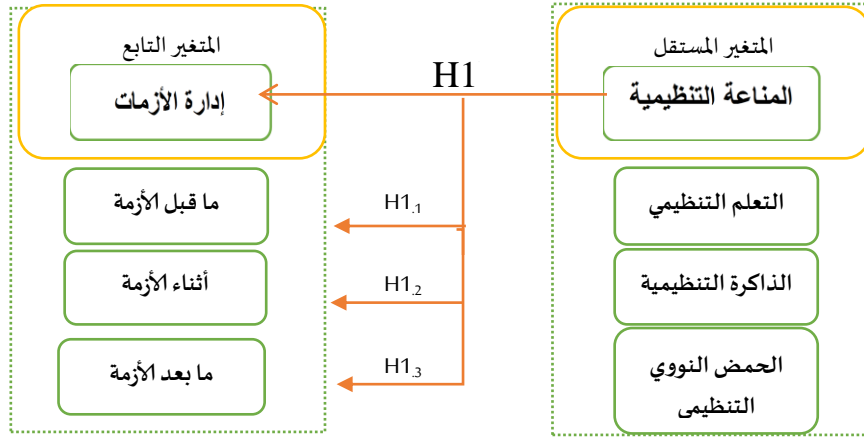 المتغير المستقل
المناعة التنظيمية
التعلم التنظيمي
الذاكرة التنظيمية
الحمض النووي
التنظيمي
H1
H1.1
H1.2
H1.3
المتغير التابع
إدارة الأزمات
ما قبل الأزمة
أثناء الأزمة
ما بعد الأزمة